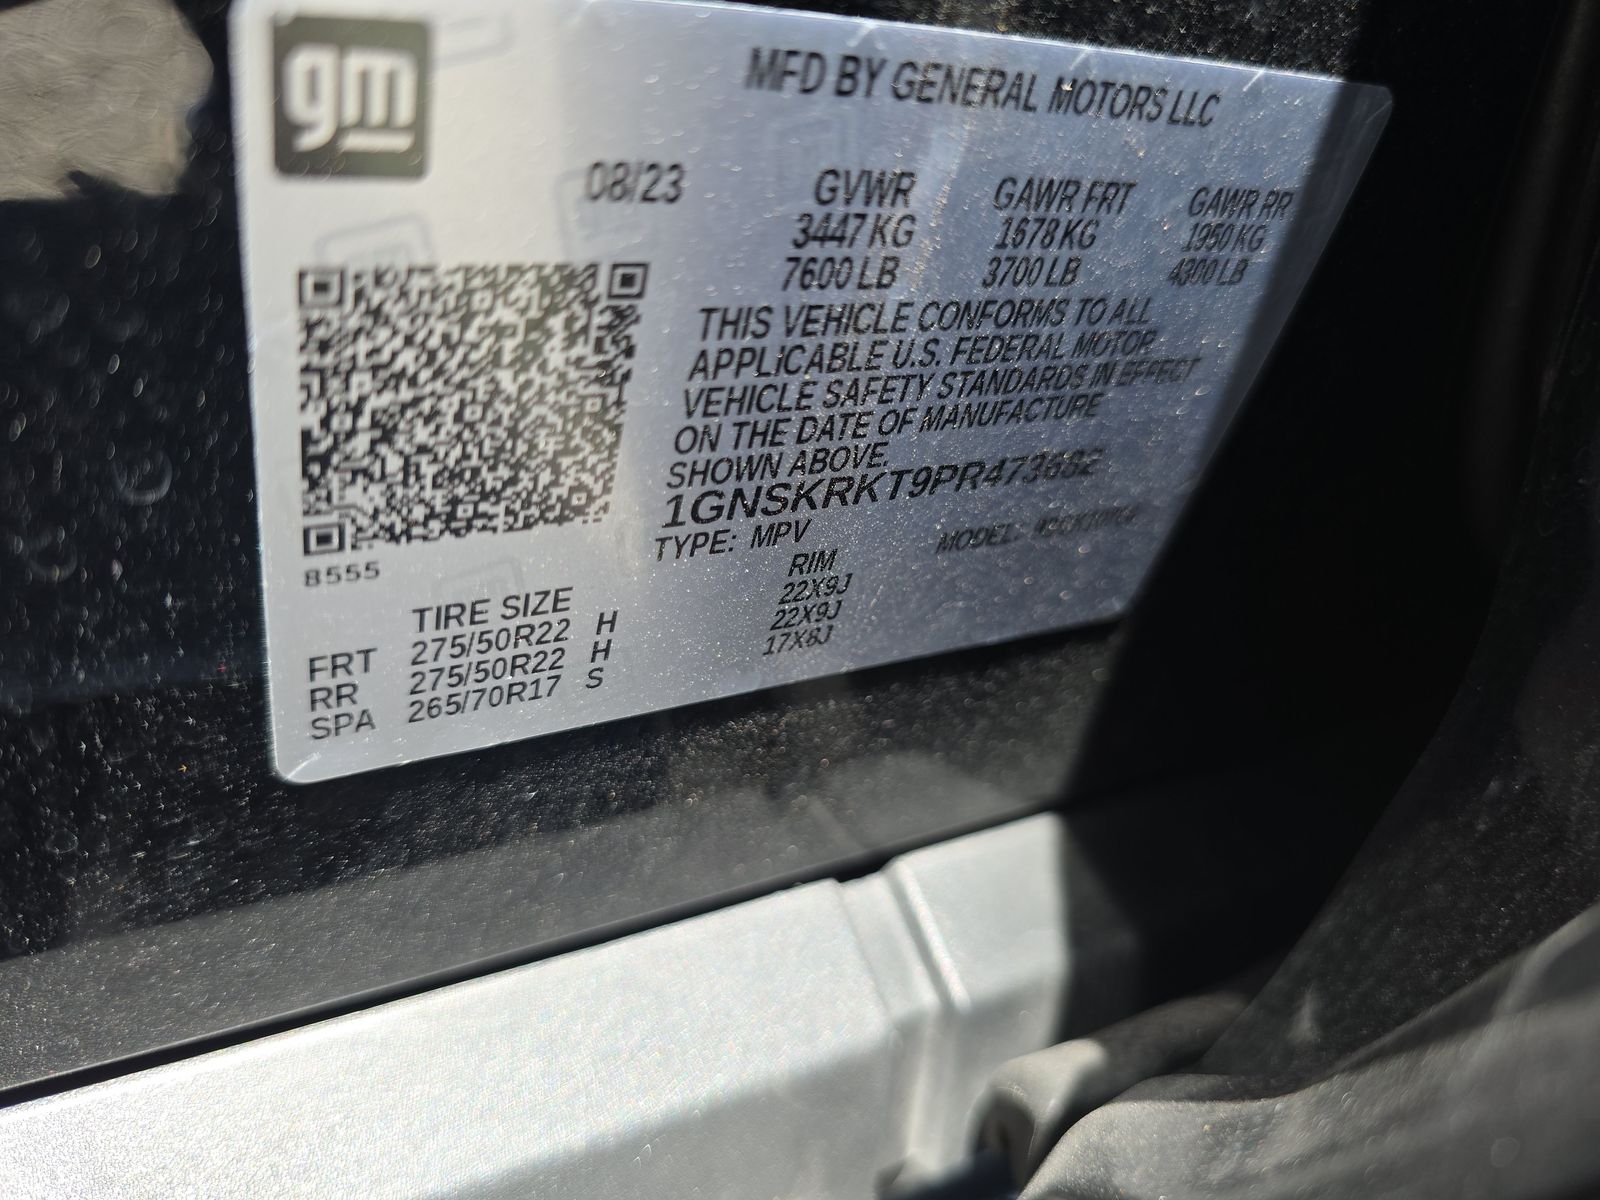 gm
MFD BY GENERAL MOTORS LLC
08/23 GVWR GAWR FRT GAWR RR
3447 KG 1678 KG 1950 KG
7600 LB 3700 LB 4300 LB
THIS VEHICLE CONFORMS TO ALL
APPLICABLE U.S. FEDERAL MOTOR
VEHICLE SAFETY STANDARDS IN EFFECT
ON THE DATE OF MANUFACTURE
SHOWN ABOVE.
1GNSKRKT9PR473682
TYPE: MPV MODEL:
8555
TIRE SIZE RIM
FRT 275/50R22 H 22X9J
RR 275/50R22 H 22X9J
SPA 265/70R17 S 17X8J